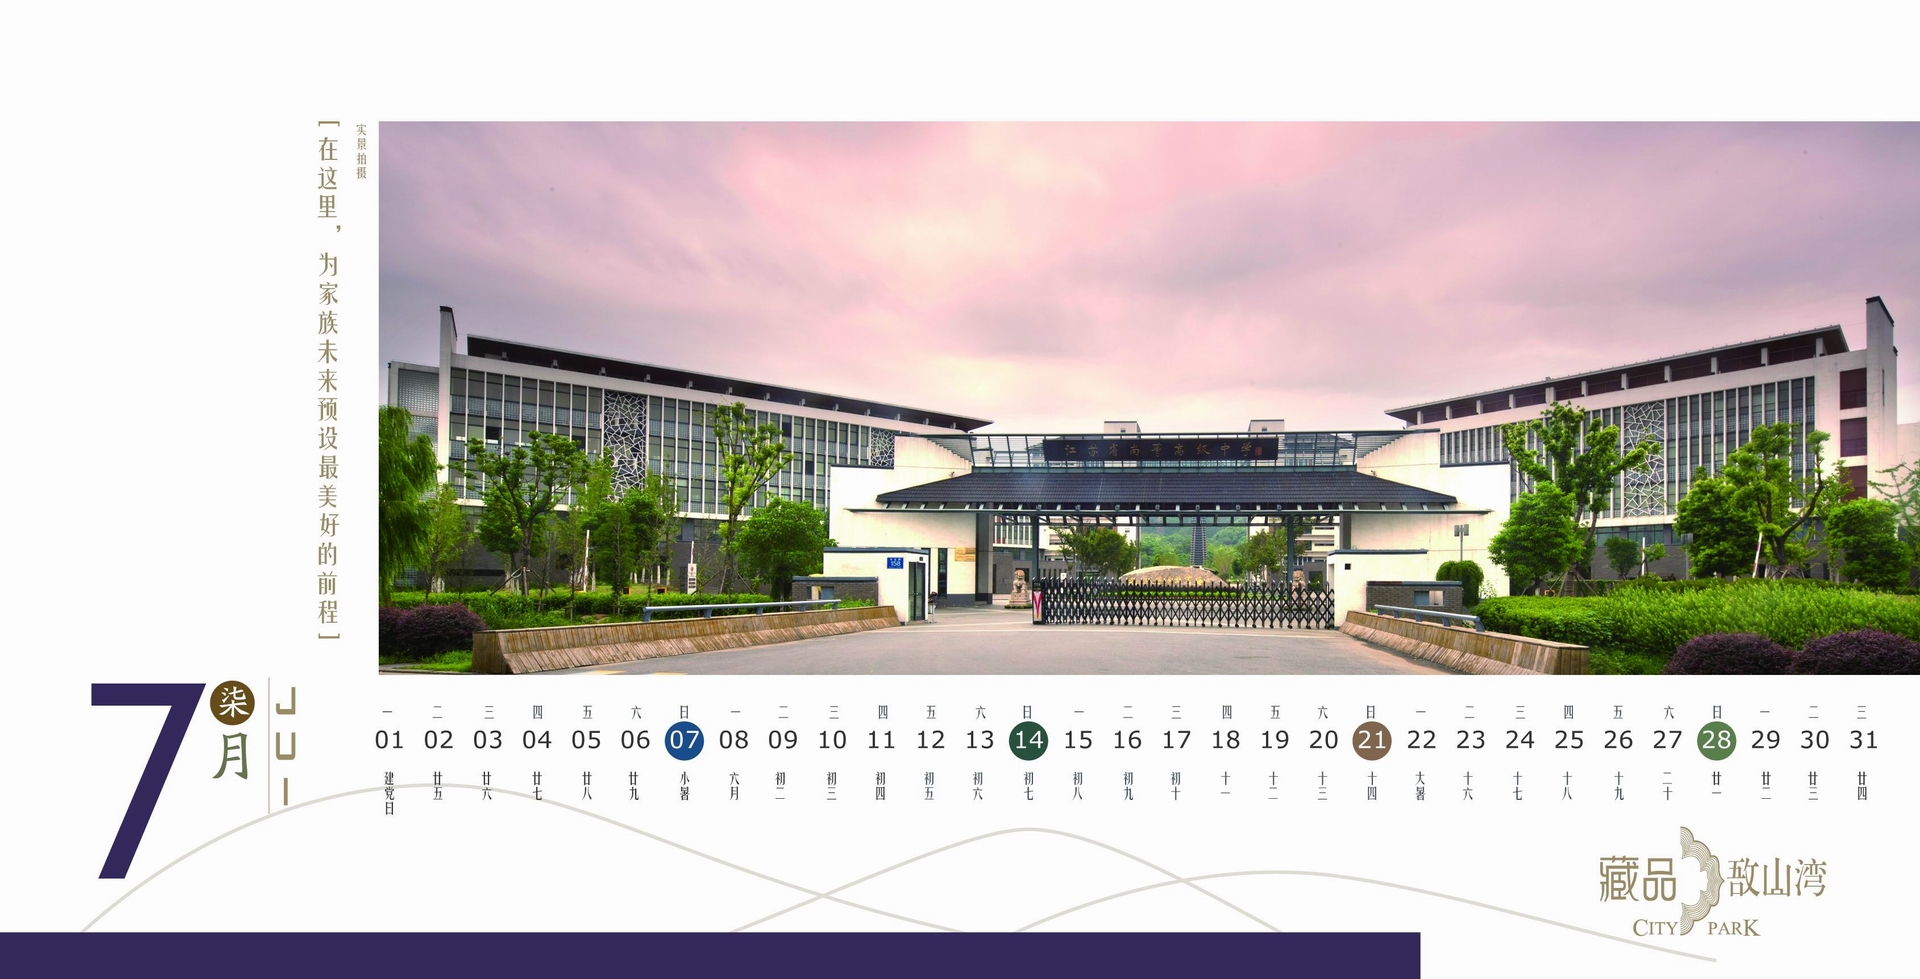 [在这里，为家族未来预设最美好的前程]
实景拍摄
江苏省南菁高级中学
158
7
柒月
JUI
一 二 三 四 五 六 日 一 二 三 四 五 六 日 一 二 三 四 五 六 日 一 二 三 四 五 六 日 一 二 三
01 02 03 04 05 06 07 08 09 10 11 12 13 14 15 16 17 18 19 20 21 22 23 24 25 26 27 28 29 30 31
建党日 廿五 廿六 廿七 廿八 廿九 小暑 六月 初二 初三 初四 初五 初六 初七 初八 初九 初十 十一 十二 十三 十四 大暑 十六 十七 十八 十九 二十 廿一 廿二 廿三 廿四
藏品 敔山湾
CITY PARK